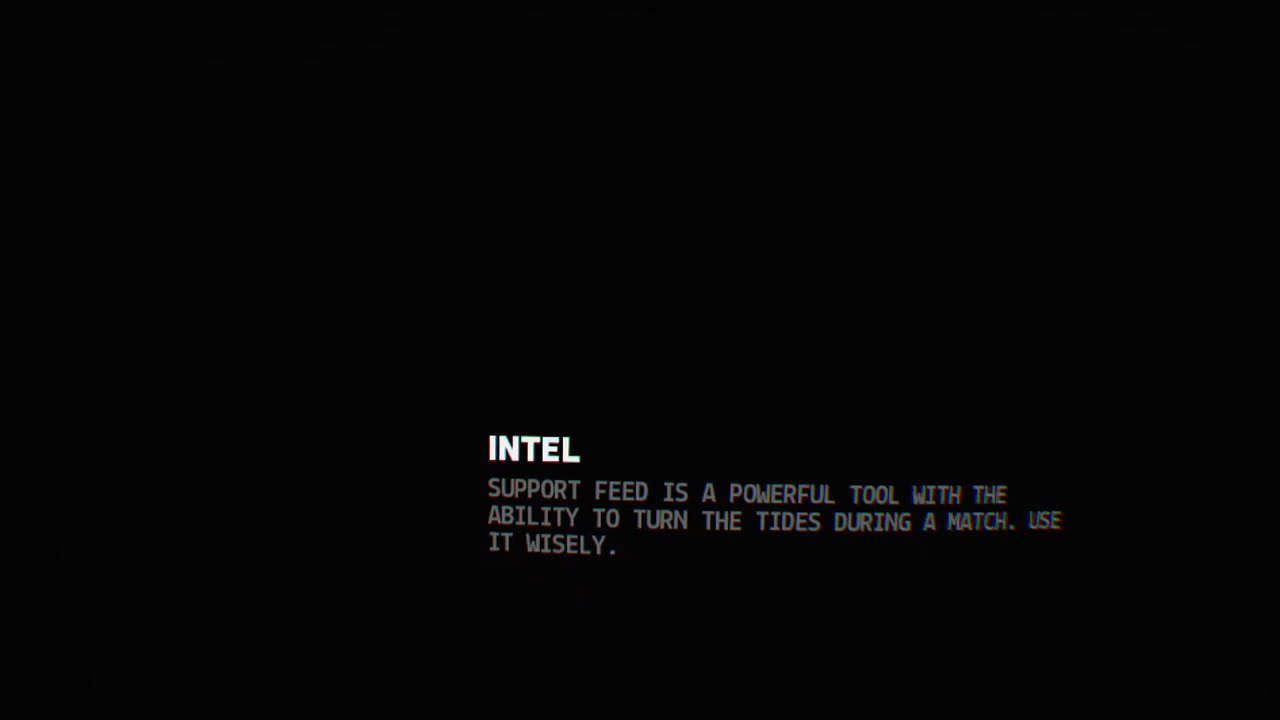 INTEL
SUPPORT FEED IS A POWERFUL TOOL WITH THE
ABILITY TO TURN THE TIDES DURING A MATCH. USE
IT WISELY.